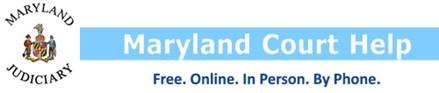 MARYLAND
JUDICIARY
Maryland Court Help
Free. Online. In Person. By Phone.